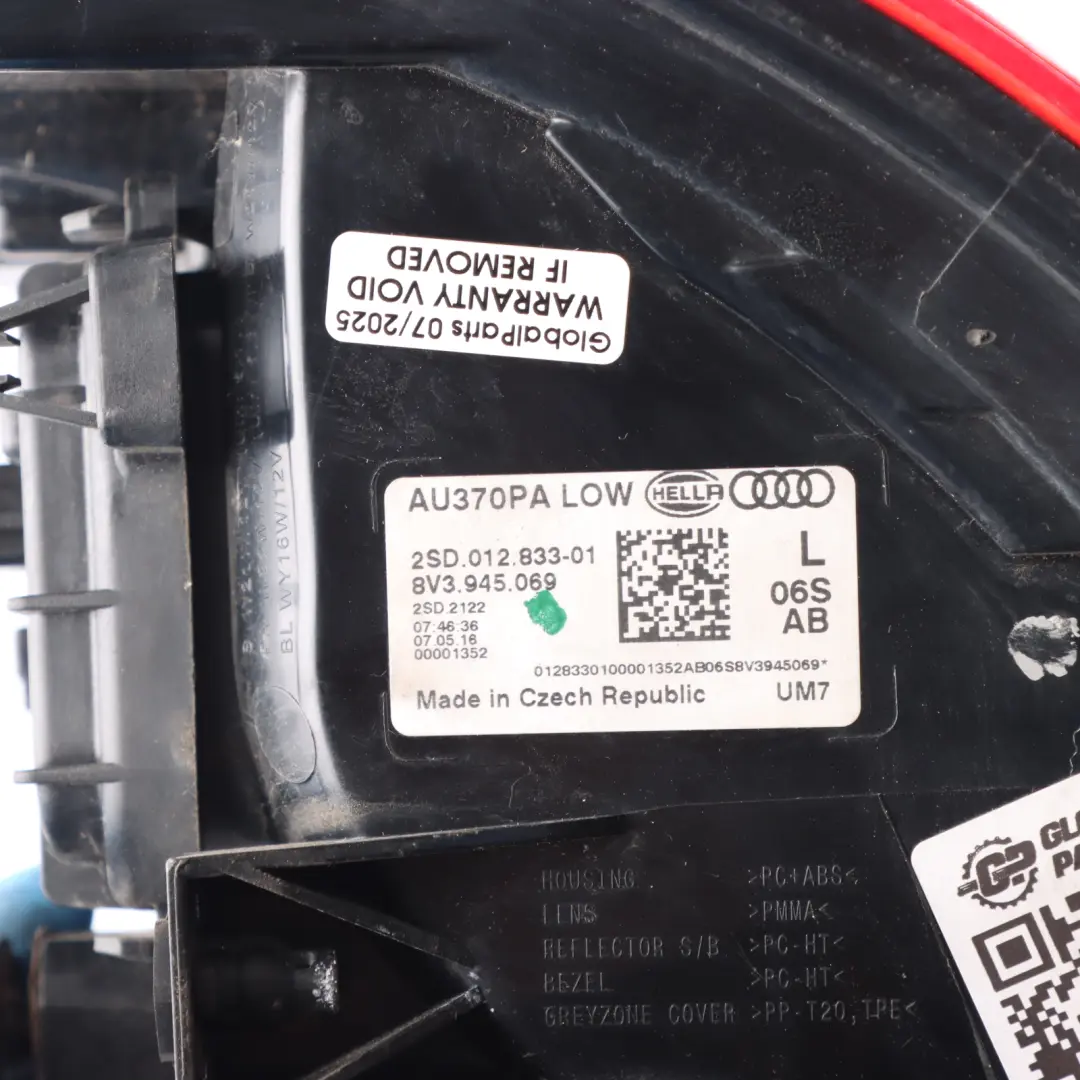 GlobalParts 07/2025
WARRANTY VOID
IF REMOVED
BL WY16W/12V
AU370PA LOW HELLA
2SD.012.833-01
8V3.945.069
2SD.2122
07:46:36
07.05.16
00001352
L
06S
AB
0128330100001352AB06S8V3945069*
Made in Czech Republic UM7
GP
HOUSING >PC+ABS<
LENS >PMMA<
REFLECTOR S/B >PC-HT<
BEZEL >PC-HT<
GREYZONE COVER >PP-T20,TPE<